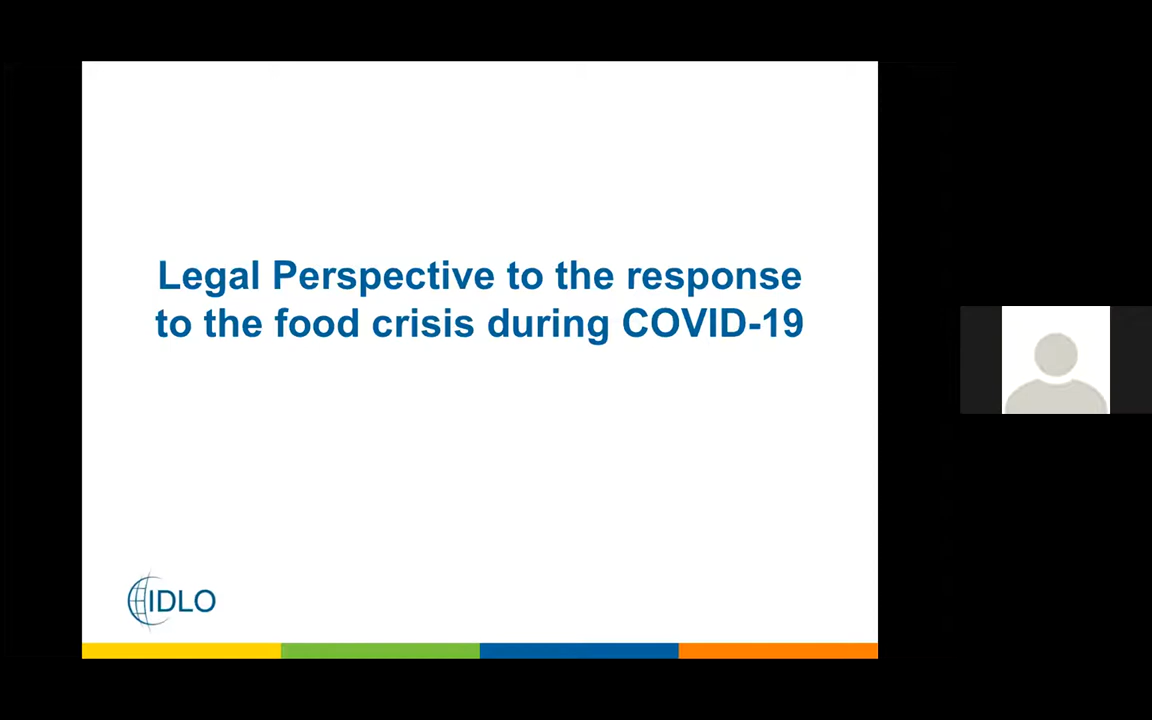 Legal Perspective to the response
to the food crisis during COVID-19
IDLO